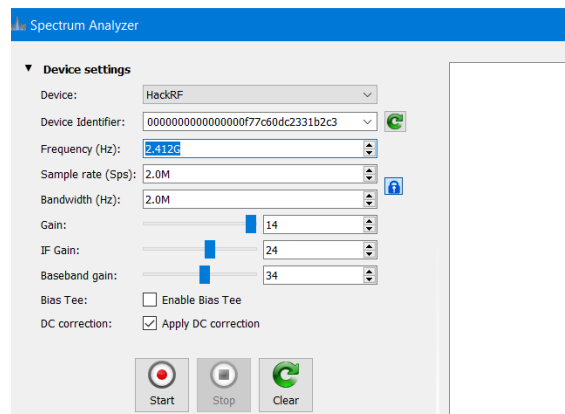 Spectrum Analyzer
Device settings
Device: HackRF
Device Identifier: 0000000000000000f77c60dc2331b2c3
Frequency (Hz): 2.412G
Sample rate (Sps): 2.0M
Bandwidth (Hz): 2.0M
Gain: 14
IF Gain: 24
Baseband gain: 34
Bias Tee: Enable Bias Tee
DC correction: Apply DC correction
Start Stop Clear